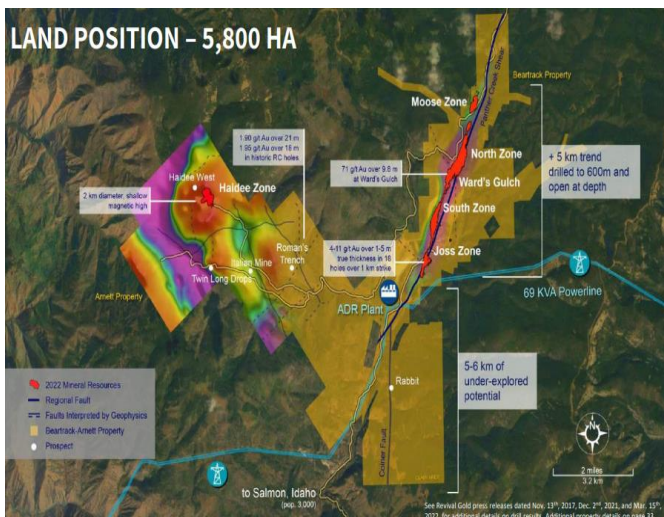 LAND POSITION – 5,800 HA
Beartrack Property
Moose Zone
Panther Creek Shear
1.90 g/t Au over 21 m
1.95 g/t Au over 18 m
in historic RC holes
North Zone
+ 5 km trend
drilled to 600m and
open at depth
71 g/t Au over 9.8 m
at Ward's Gulch
Ward's Gulch
Haidee West
Haidee Zone
2 km diameter, shallow
magnetic high
South Zone
Roman's
Trench
4-11 g/t Au over 1-5 m
true thickness in 16
holes over 1 km strike
Joss Zone
Italian Mine
Twin Long Drops
Arnett Property
ADR Plant
69 KVA Powerline
5-6 km of
under-explored
potential
Rabbit
Coiner Fault
2022 Mineral Resources
Regional Fault
Faults Interpreted by Geophysics
Beartrack-Arnett Property
Prospect
N
2 miles
3.2 km
to Salmon, Idaho
(pop. 3,000)
See Revival Gold press releases dated Nov. 13th, 2017, Dec. 2nd, 2021, and Mar. 15th,
2022, for additional details on drill results. Additional property details on page 33